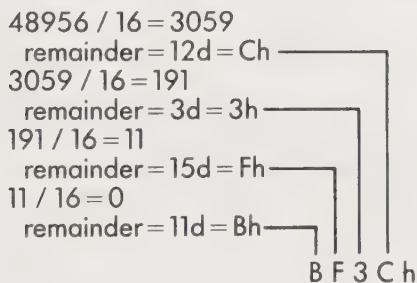 48956 / 16 = 3059
remainder = 12d = Ch
3059 / 16 = 191
remainder = 3d = 3h
191 / 16 = 11
remainder = 15d = Fh
11 / 16 = 0
remainder = 11d = Bh
B F 3 C h